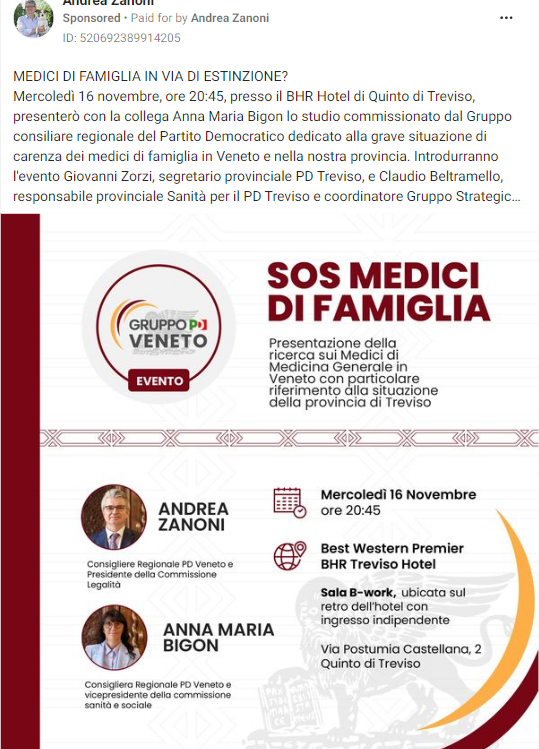 Andrea Zanoni
Sponsored • Paid for by Andrea Zanoni
ID: 520692389914205
MEDICI DI FAMIGLIA IN VIA DI ESTINZIONE?
Mercoledì 16 novembre, ore 20:45, presso il BHR Hotel di Quinto di Treviso,
presenterò con la collega Anna Maria Bigon lo studio commissionato dal Gruppo
consiliare regionale del Partito Democratico dedicato alla grave situazione di
carenza dei medici di famiglia in Veneto e nella nostra provincia. Introdurranno
l'evento Giovanni Zorzi, segretario provinciale PD Treviso, e Claudio Beltramello,
responsabile provinciale Sanità per il PD Treviso e coordinatore Gruppo Strategic...
GRUPPO PD
VENETO
EVENTO
SOS MEDICI
DI FAMIGLIA
Presentazione della
ricerca sui Medici di
Medicina Generale in
Veneto con particolare
riferimento alla situazione
della provincia di Treviso
ANDREA
ZANONI
Consigliere Regionale PD Veneto e
Presidente della Commissione
Legalità
ANNA MARIA
BIGON
Consigliera Regionale PD Veneto e
vicepresidente della commissione
sanità e sociale
Mercoledì 16 Novembre
ore 20:45
Best Western Premier
BHR Treviso Hotel
Sala B-work, ubicata sul
retro dell'hotel con
ingresso indipendente
Via Postumia Castellana, 2
Quinto di Treviso